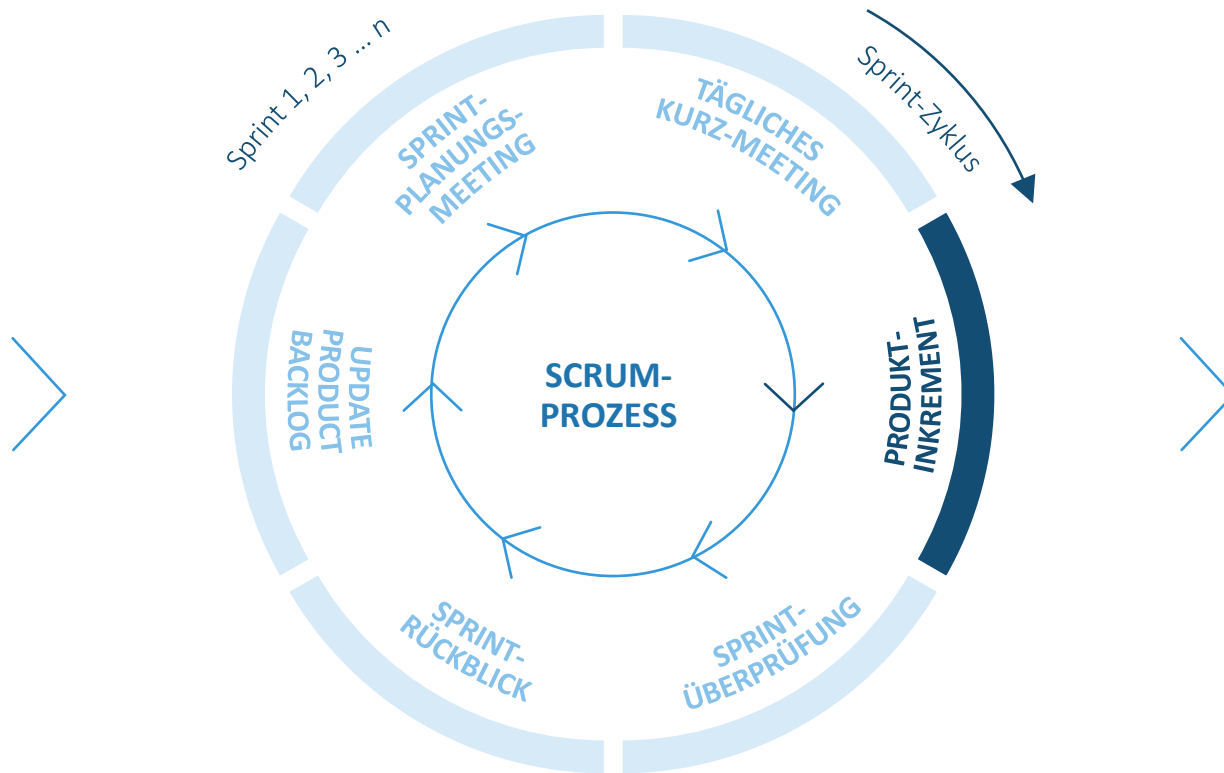 Sprint 1, 2, 3 ... n
Sprint-Zyklus
SPRINT-
PLANUNGS-
MEETING
TÄGLICHES
KURZ-MEETING
PRODUKT-
INKREMENT
SPRINT-
ÜBERPRÜFUNG
SPRINT-
RÜCKBLICK
UPDATE
PRODUCT
BACKLOG
SCRUM-
PROZESS